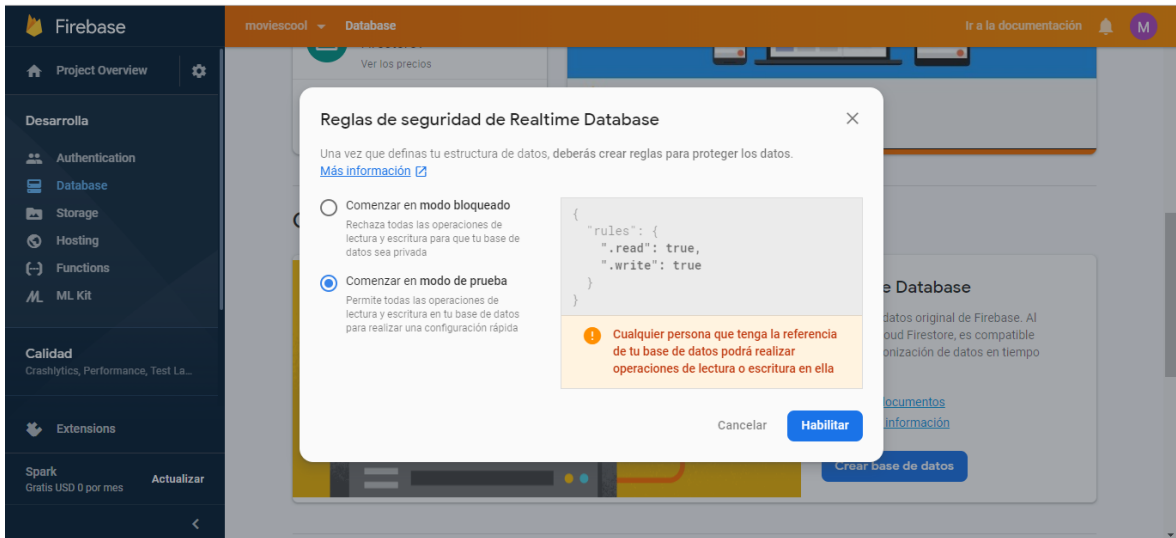 Firebase
moviescool
Database
Ir a la documentación
M
Project Overview
Desarrolla
Authentication
Database
Storage
Hosting
Functions
ML Kit
Calidad
Crashlytics, Performance, Test La...
Extensions
Spark
Gratis USD 0 por mes
Actualizar
Ver los precios
Reglas de seguridad de Realtime Database
Una vez que definas tu estructura de datos, deberás crear reglas para proteger los datos.
Más información
Comenzar en modo bloqueado
Rechaza todas las operaciones de
lectura y escritura para que tu base de
datos sea privada
Comenzar en modo de prueba
Permite todas las operaciones de
lectura y escritura en tu base de datos
para realizar una configuración rápida
{
"rules": {
".read": true,
".write": true
}
}
Cualquier persona que tenga la referencia
de tu base de datos podrá realizar
operaciones de lectura o escritura en ella
Cancelar
Habilitar
e Database
datos original de Firebase. Al
oud Firestore, es compatible
onización de datos en tiempo
ocumentos
información
Crear base de datos